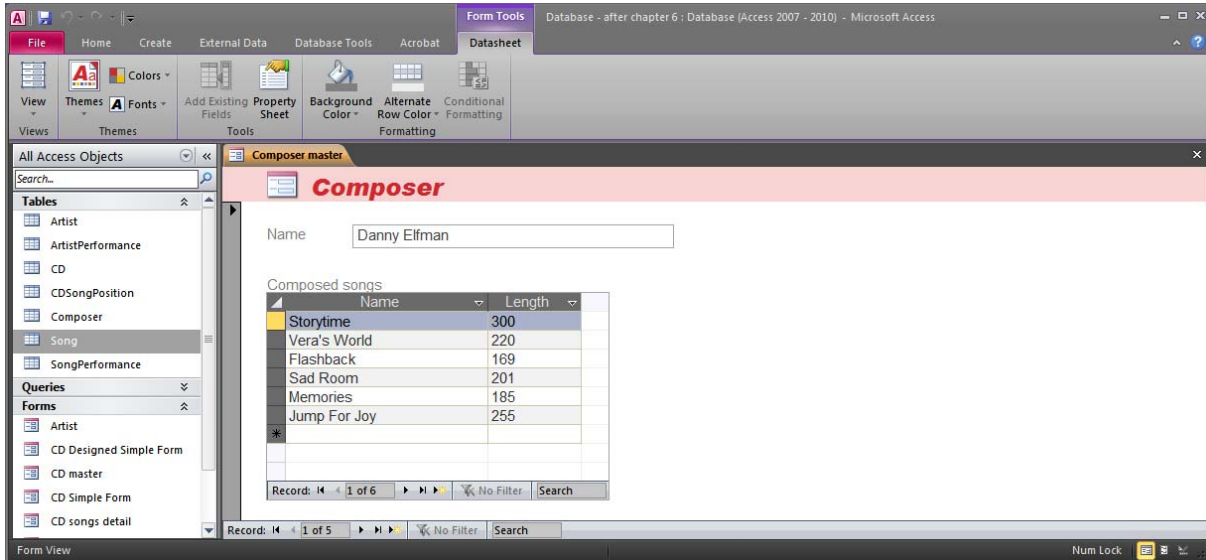 Form Tools
Database - after chapter 6 : Database (Access 2007 - 2010) - Microsoft Access
File Home Create External Data Database Tools Acrobat Datasheet
View
Views
Themes
Colors
Fonts
Themes
Add Existing Fields
Property Sheet
Tools
Background Color
Alternate Row Color
Conditional Formatting
Formatting
All Access Objects
Search...
Tables
Artist
ArtistPerformance
CD
CDSongPosition
Composer
Song
SongPerformance
Queries
Forms
Artist
CD Designed Simple Form
CD master
CD Simple Form
CD songs detail
Composer master
Composer
Name Danny Elfman
Composed songs
Name Length
Storytime 300
Vera's World 220
Flashback 169
Sad Room 201
Memories 185
Jump For Joy 255
Record: 1 of 6 No Filter Search
Record: 1 of 5 No Filter Search
Form View
Num Lock